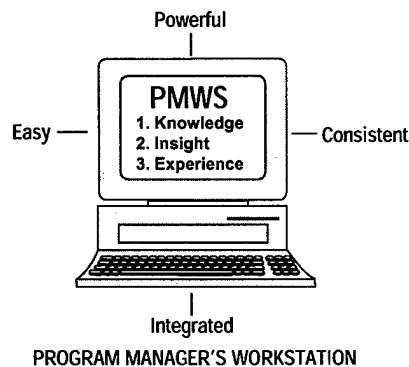 Powerful
PMWS
1. Knowledge
2. Insight
3. Experience
Easy
Consistent
Integrated
PROGRAM MANAGER'S WORKSTATION